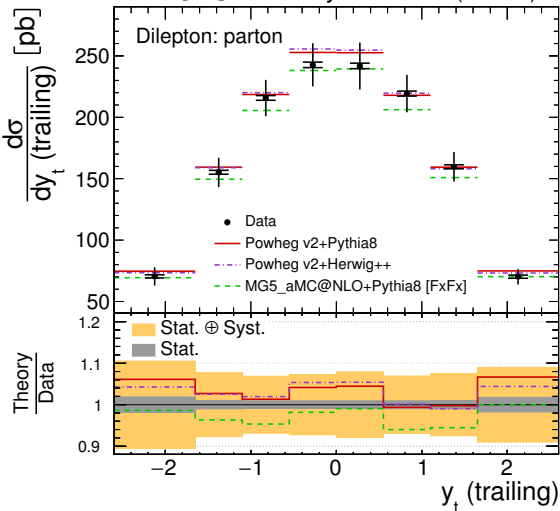 Dilepton: parton
dσ
dy_t (trailing) [pb]
250
200
150
100
50
Data
Powheg v2+Pythia8
Powheg v2+Herwig++
MG5_aMC@NLO+Pythia8 [FxFx]
Stat. ⊕ Syst.
Stat.
Theory
Data
1.2
1.1
1
0.9
−2 −1 0 1 2
y_t (trailing)